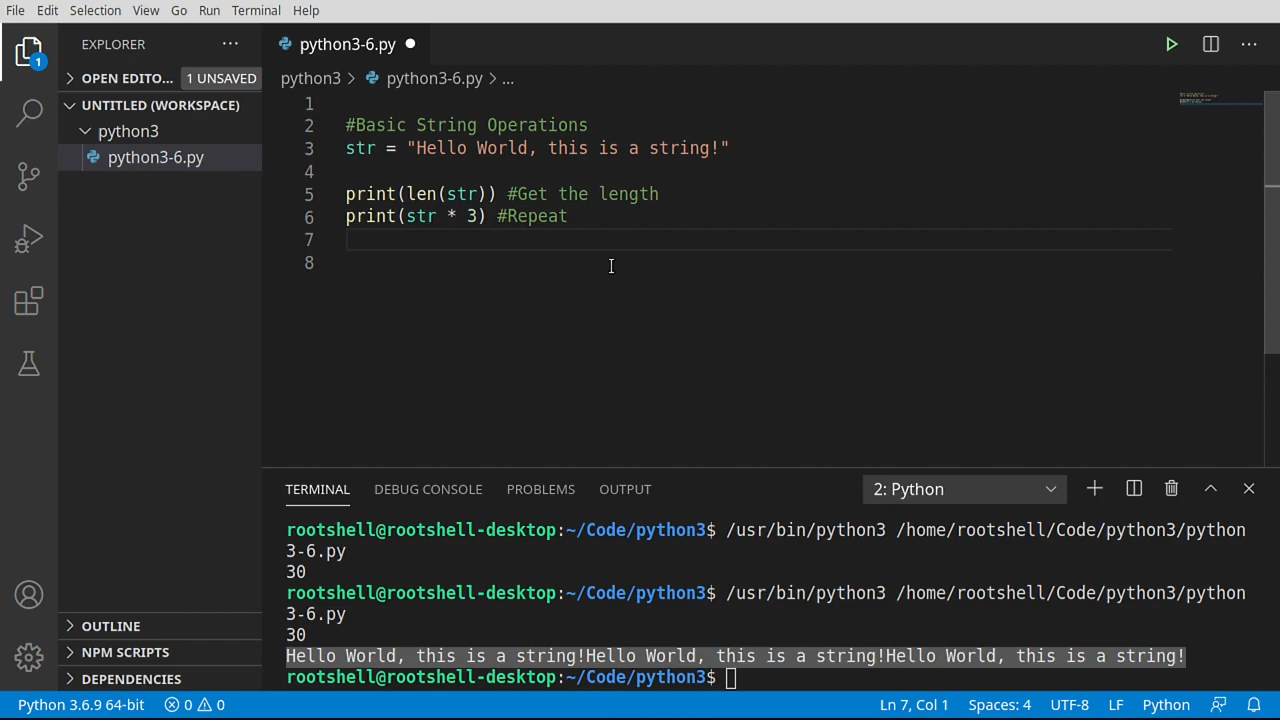 File Edit Selection View Go Run Terminal Help
1
EXPLORER ...
python3-6.py
OPEN EDITO... 1 UNSAVED
python3 > python3-6.py > ...
UNTITLED (WORKSPACE)
python3
python3-6.py
1
2 #Basic String Operations
3 str = "Hello World, this is a string!"
4
5 print(len(str)) #Get the length
6 print(str * 3) #Repeat
7
8
TERMINAL DEBUG CONSOLE PROBLEMS OUTPUT 2: Python
rootshell@rootshell-desktop:~/Code/python3$ /usr/bin/python3 /home/rootshell/Code/python3/python
3-6.py
30
rootshell@rootshell-desktop:~/Code/python3$ /usr/bin/python3 /home/rootshell/Code/python3/python
3-6.py
30
Hello World, this is a string!Hello World, this is a string!Hello World, this is a string!
rootshell@rootshell-desktop:~/Code/python3$
OUTLINE
NPM SCRIPTS
DEPENDENCIES
Python 3.6.9 64-bit 0 0 Ln 7, Col 1 Spaces: 4 UTF-8 LF Python